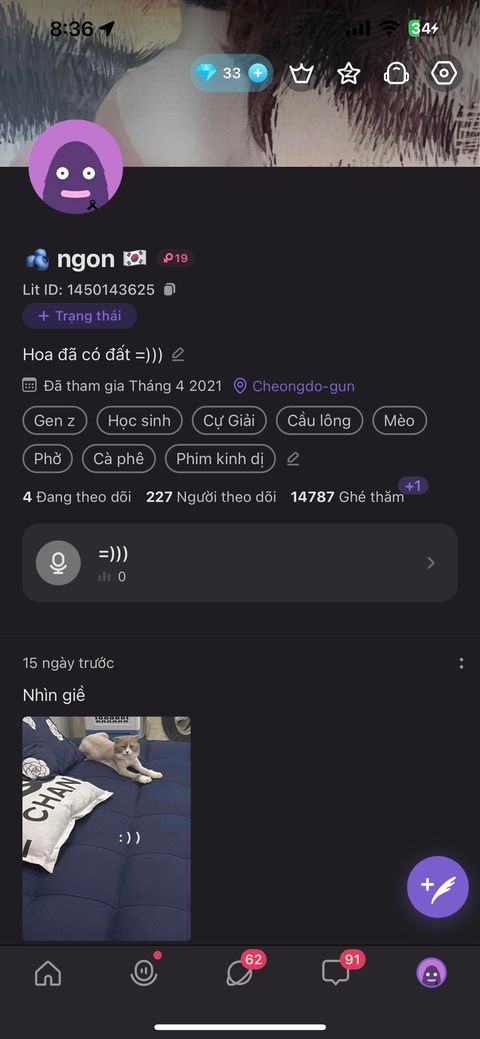 8:36
34
33
ngon
19
Lit ID: 1450143625
+ Trạng thái
Hoa đã có đất =)))
Đã tham gia Tháng 4 2021 Cheongdo-gun
Gen z Học sinh Cự Giải Cầu lông Mèo
Phở Cà phê Phim kinh dị
4 Đang theo dõi 227 Người theo dõi 14787 Ghé thăm +1
=)))
0
15 ngày trước
Nhìn giề
CHAN
:))
62 91